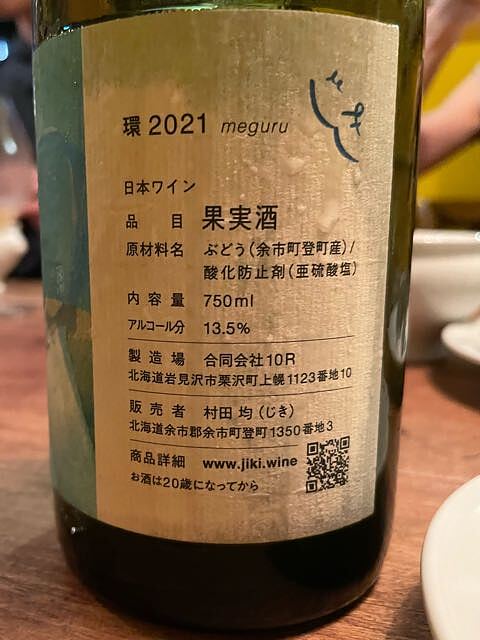 じき
環 2021 meguru
日本ワイン
品 目 果実酒
原材料名 ぶどう(余市町登町産)/
酸化防止剤(亜硫酸塩)
内容量 750ml
アルコール分 13.5%
製造場 合同会社10R
北海道岩見沢市栗沢町上幌1123番地10
販売者 村田 均(じき)
北海道余市郡余市町登町1350番地3
商品詳細 www.jiki.wine
お酒は20歳になってから